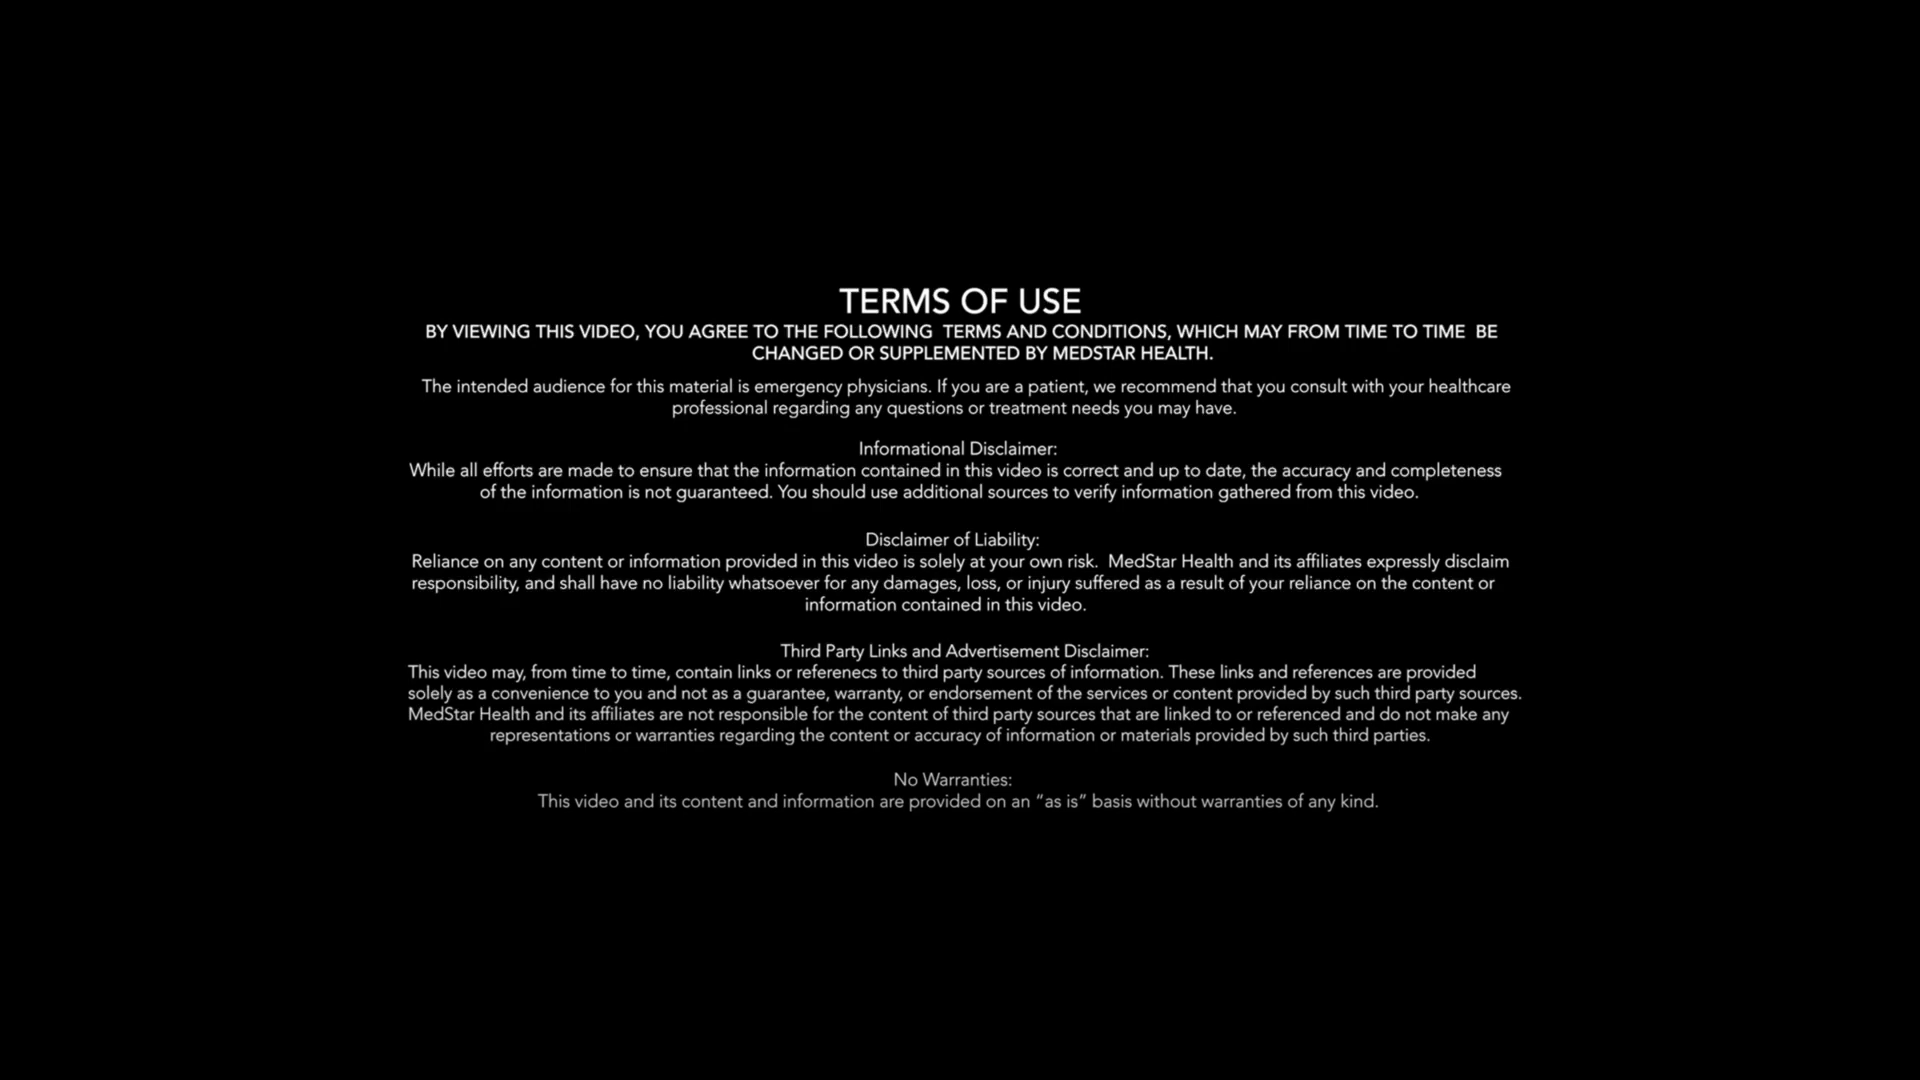 TERMS OF USE
BY VIEWING THIS VIDEO, YOU AGREE TO THE FOLLOWING  TERMS AND CONDITIONS, WHICH MAY FROM TIME TO TIME  BE
CHANGED OR SUPPLEMENTED BY MEDSTAR HEALTH.
The intended audience for this material is emergency physicians. If you are a patient, we recommend that you consult with your healthcare
professional regarding any questions or treatment needs you may have.
Informational Disclaimer:
While all efforts are made to ensure that the information contained in this video is correct and up to date, the accuracy and completeness
of the information is not guaranteed. You should use additional sources to verify information gathered from this video.
Disclaimer of Liability:
Reliance on any content or information provided in this video is solely at your own risk.  MedStar Health and its affiliates expressly disclaim
responsibility, and shall have no liability whatsoever for any damages, loss, or injury suffered as a result of your reliance on the content or
information contained in this video.
Third Party Links and Advertisement Disclaimer:
This video may, from time to time, contain links or referenecs to third party sources of information. These links and references are provided
solely as a convenience to you and not as a guarantee, warranty, or endorsement of the services or content provided by such third party sources.
MedStar Health and its affiliates are not responsible for the content of third party sources that are linked to or referenced and do not make any
representations or warranties regarding the content or accuracy of information or materials provided by such third parties.
No Warranties:
This video and its content and information are provided on an “as is” basis without warranties of any kind.